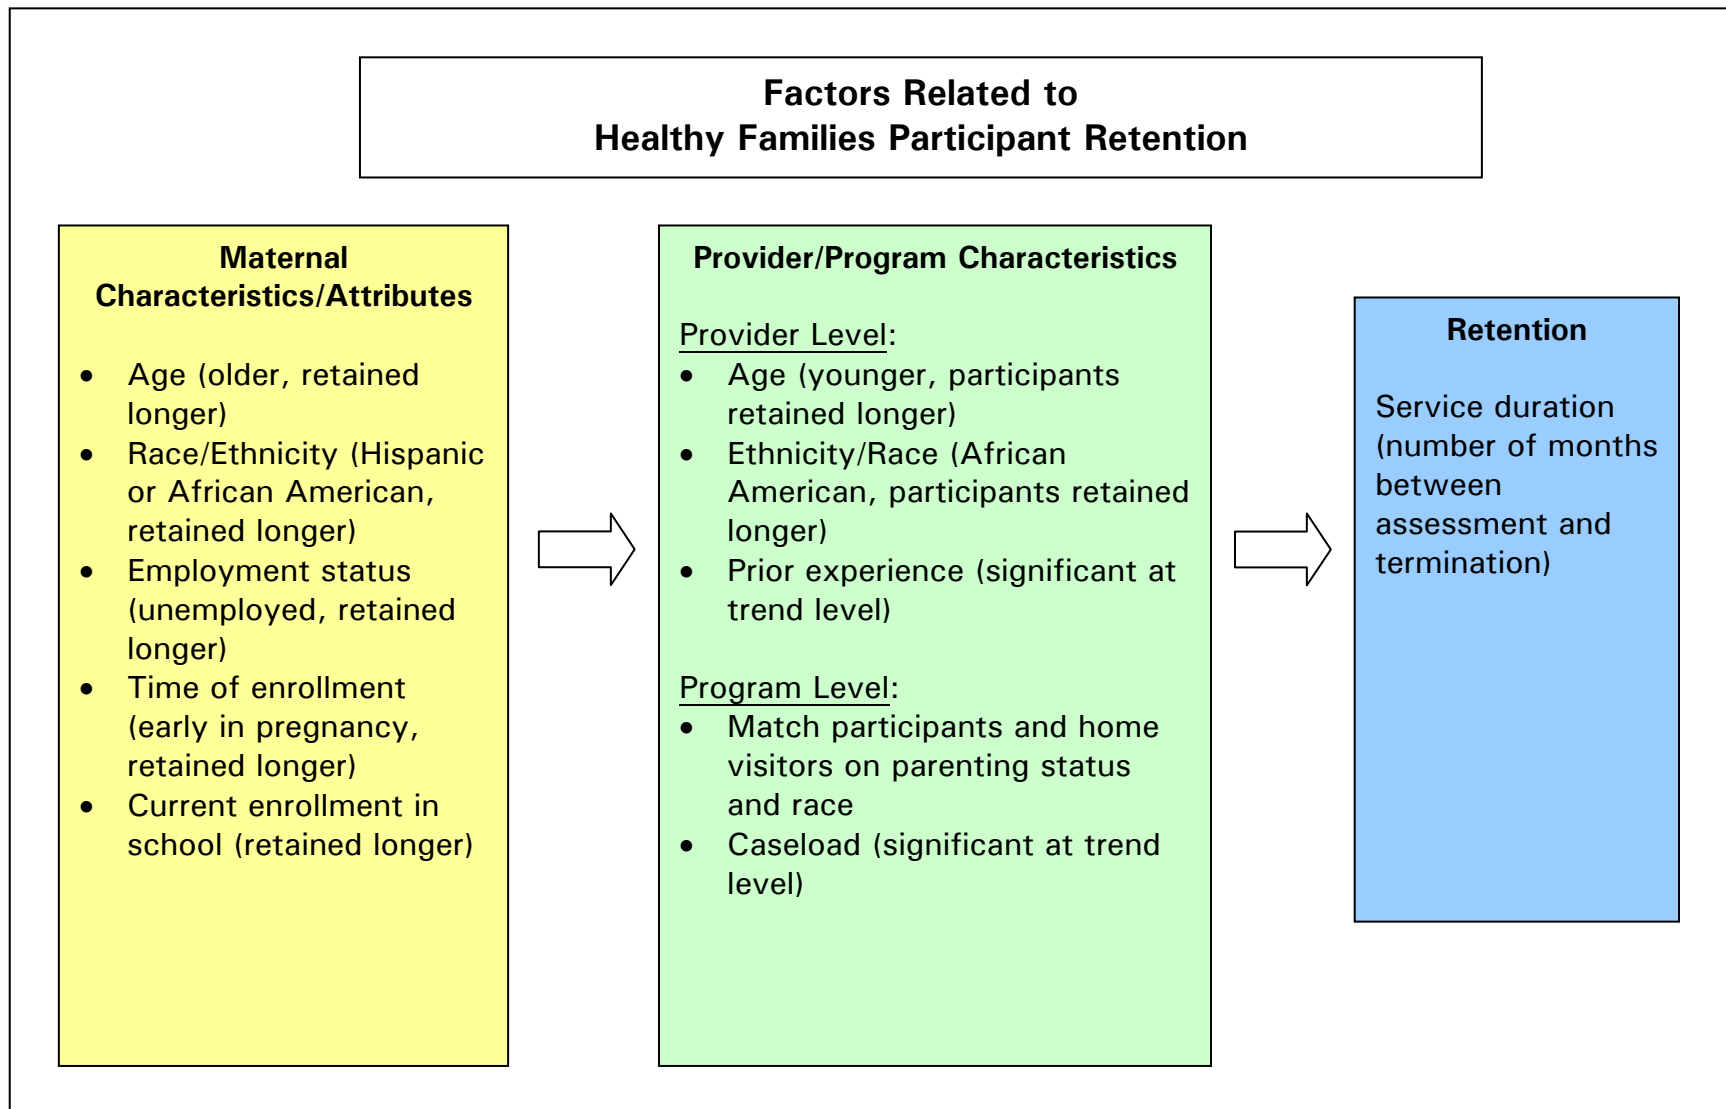 Factors Related to
Healthy Families Participant Retention
Maternal
Characteristics/Attributes
• Age (older, retained
longer)
• Race/Ethnicity (Hispanic
or African American,
retained longer)
• Employment status
(unemployed, retained
longer)
• Time of enrollment
(early in pregnancy,
retained longer)
• Current enrollment in
school (retained longer)
Provider/Program Characteristics
Provider Level:
• Age (younger, participants
retained longer)
• Ethnicity/Race (African
American, participants retained
longer)
• Prior experience (significant at
trend level)
Program Level:
• Match participants and home
visitors on parenting status
and race
• Caseload (significant at trend
level)
Retention
Service duration
(number of months
between
assessment and
termination)